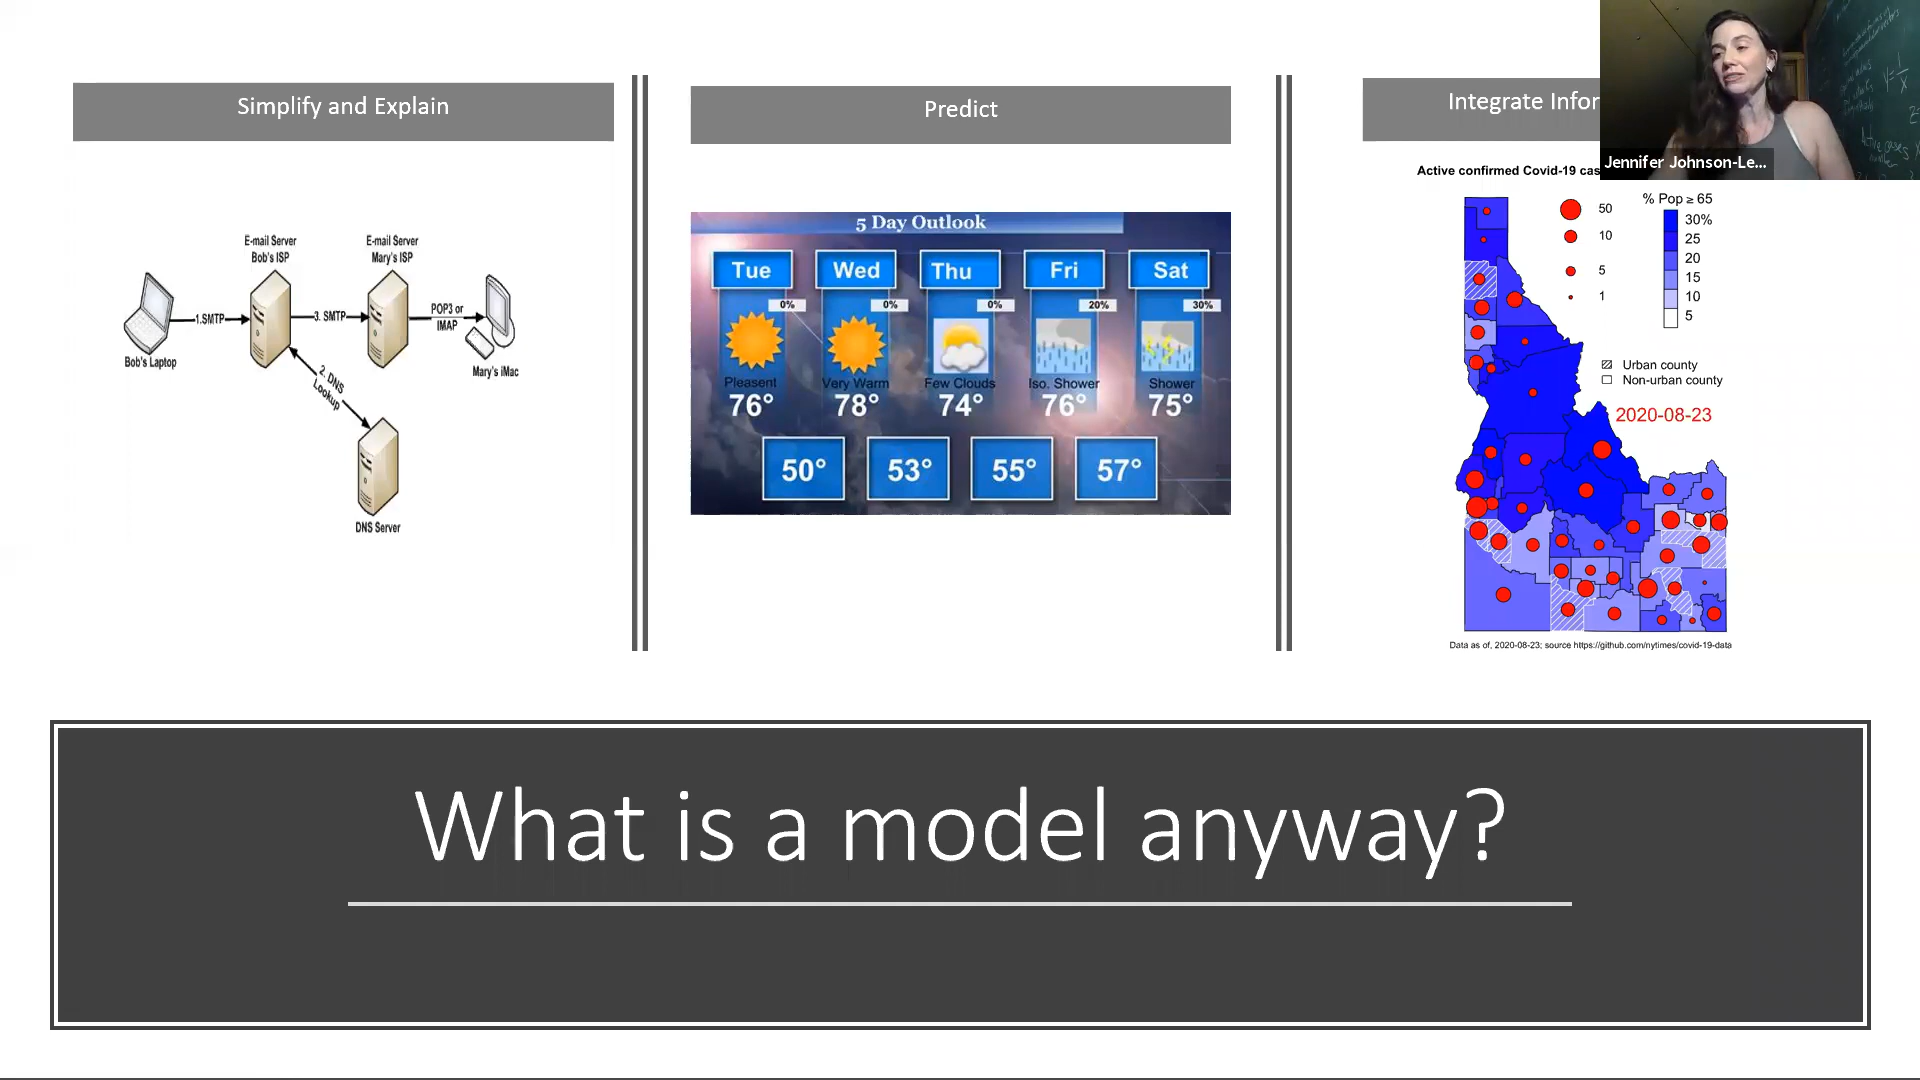 Simplify and Explain
E-mail Server
Bob's ISP
E-mail Server
Mary's ISP
1.SMTP
3. SMTP
POP3 or
IMAP
Bob's Laptop
Mary's iMac
2. DNS
Lookup
DNS Server
Predict
5 Day Outlook
Tue Wed Thu Fri Sat
0% 0% 0% 20% 30%
Pleasent Very Warm Few Clouds Iso. Shower Shower
76° 78° 74° 76° 75°
50° 53° 55° 57°
Integrate Infor
Jennifer Johnson-Le...
Active confirmed Covid-19 cas
50
10
5
1
% Pop ≥ 65
30%
25
20
15
10
5
Urban county
Non-urban county
2020-08-23
Data as of, 2020-08-23; source https://github.com/nytimes/covid-19-data
What is a model anyway?